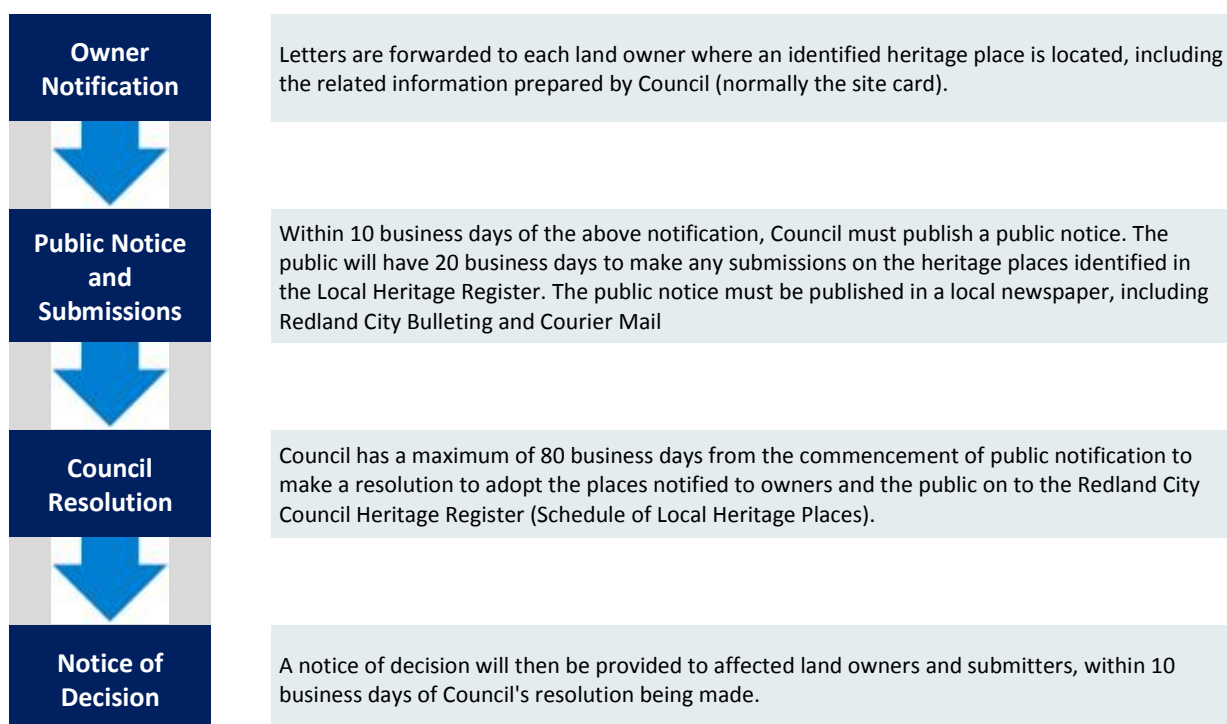 Owner
Notification
Letters are forwarded to each land owner where an identified heritage place is located, including
the related information prepared by Council (normally the site card).
Public Notice
and
Submissions
Within 10 business days of the above notification, Council must publish a public notice. The
public will have 20 business days to make any submissions on the heritage places identified in
the Local Heritage Register. The public notice must be published in a local newspaper, including
Redland City Bulleting and Courier Mail
Council
Resolution
Council has a maximum of 80 business days from the commencement of public notification to
make a resolution to adopt the places notified to owners and the public on to the Redland City
Council Heritage Register (Schedule of Local Heritage Places).
Notice of
Decision
A notice of decision will then be provided to affected land owners and submitters, within 10
business days of Council's resolution being made.